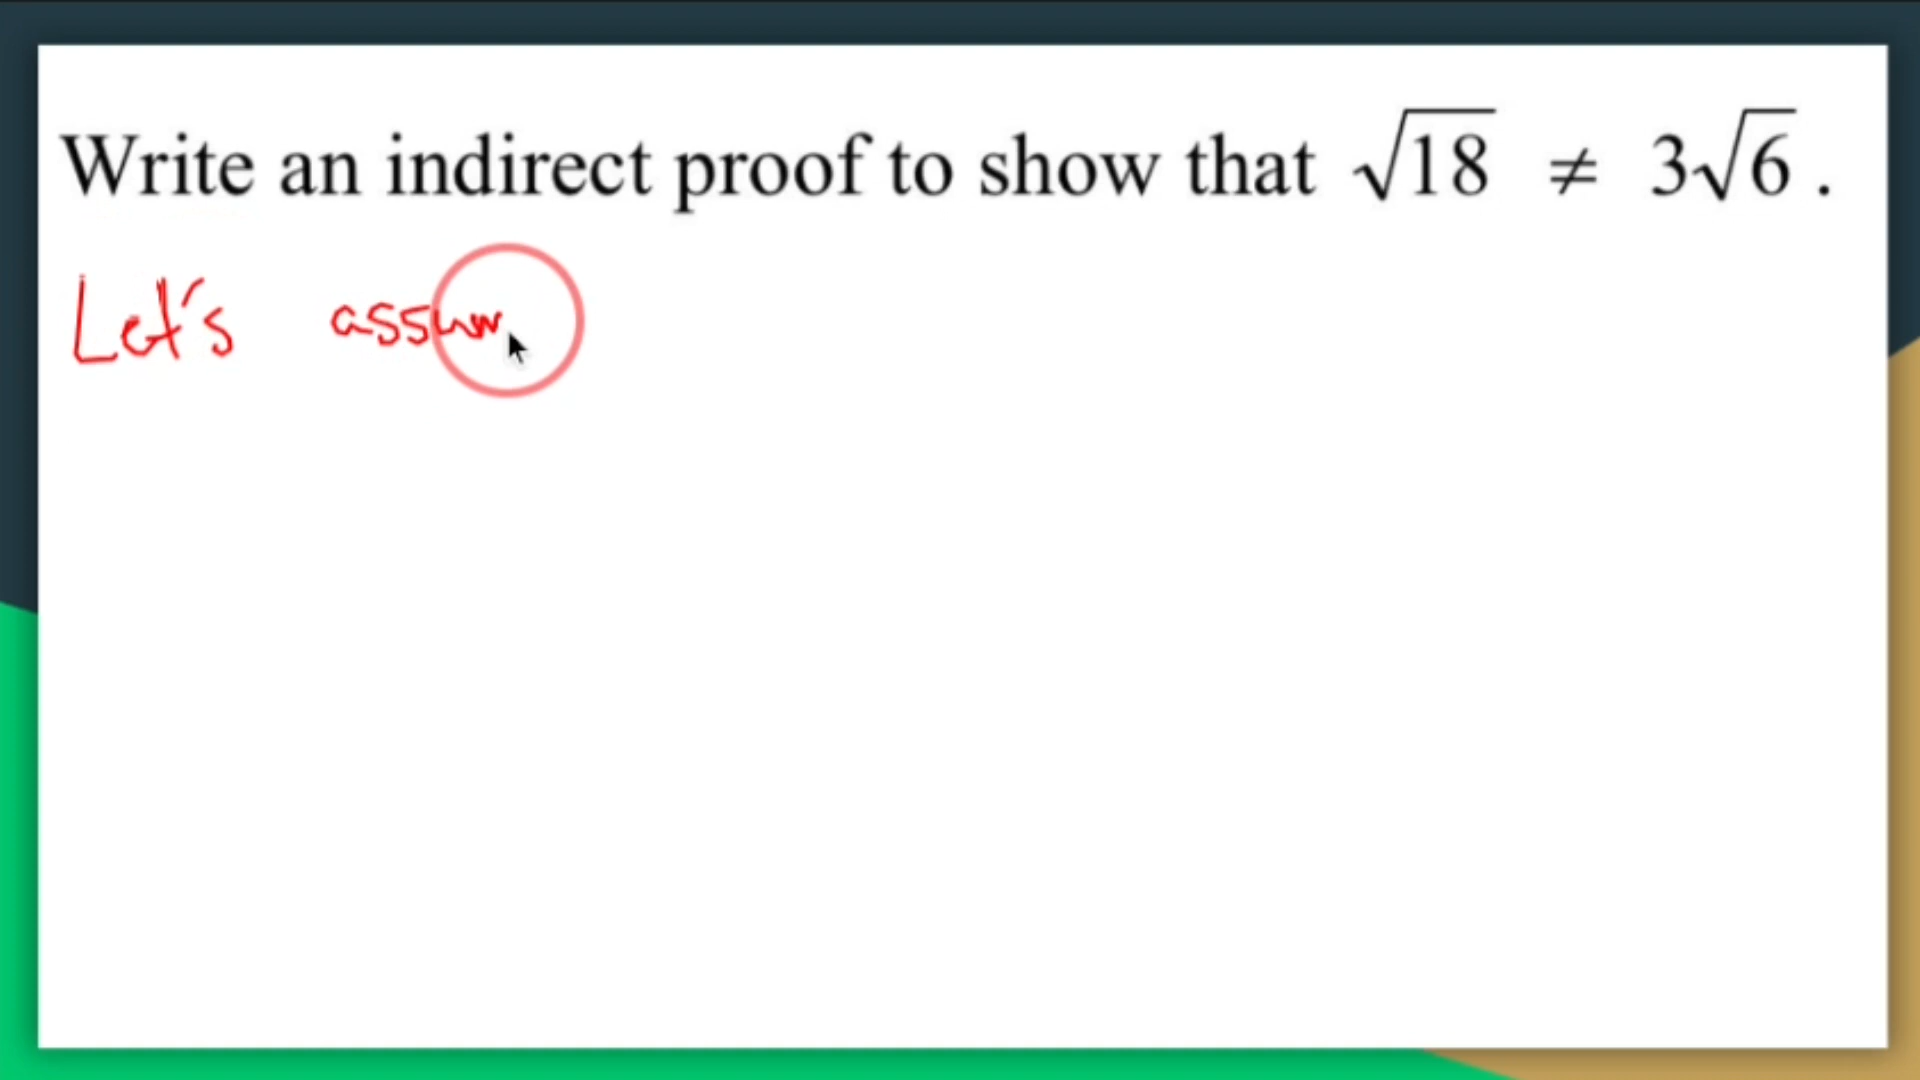 Write an indirect proof to show that √18 ≠ 3√6 .
Let's assum